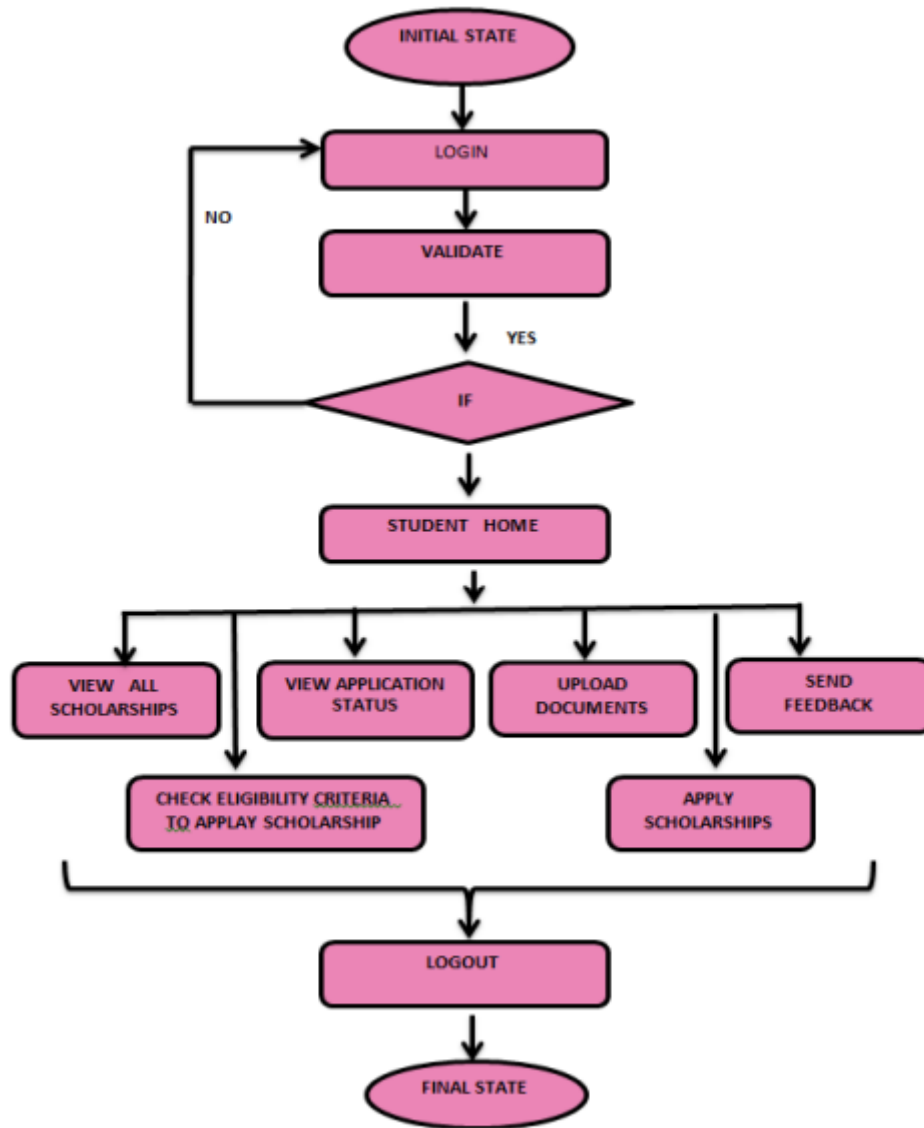 INITIAL STATE
LOGIN
NO
VALIDATE
YES
IF
STUDENT HOME
VIEW ALL
SCHOLARSHIPS
VIEW APPLICATION
STATUS
UPLOAD
DOCUMENTS
SEND
FEEDBACK
CHECK ELIGIBILITY CRITERIA
TO APPLAY SCHOLARSHIP
APPLY
SCHOLARSHIPS
LOGOUT
FINAL STATE